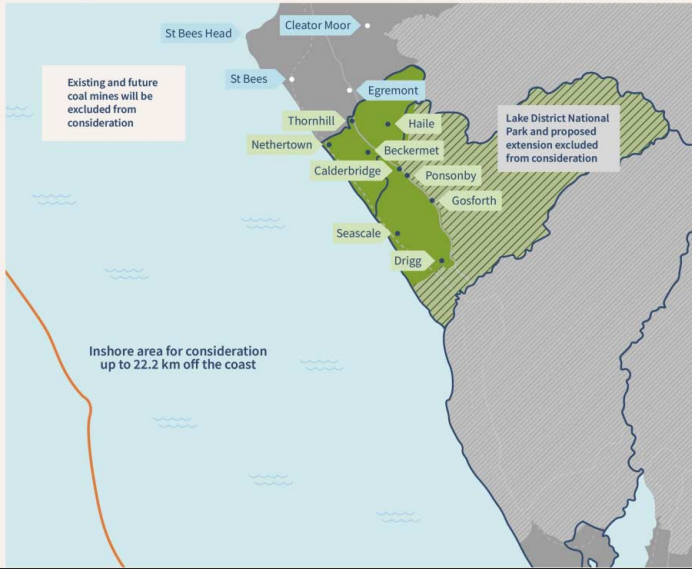 Cleator Moor
St Bees Head
Existing and future
coal mines will be
excluded from
consideration
St Bees
Egremont
Thornhill
Haile
Lake District National
Park and proposed
extension excluded
from consideration
Nethertown
Beckermet
Calderbridge
Ponsonby
Gosforth
Seascale
Drigg
Inshore area for consideration
up to 22.2 km off the coast